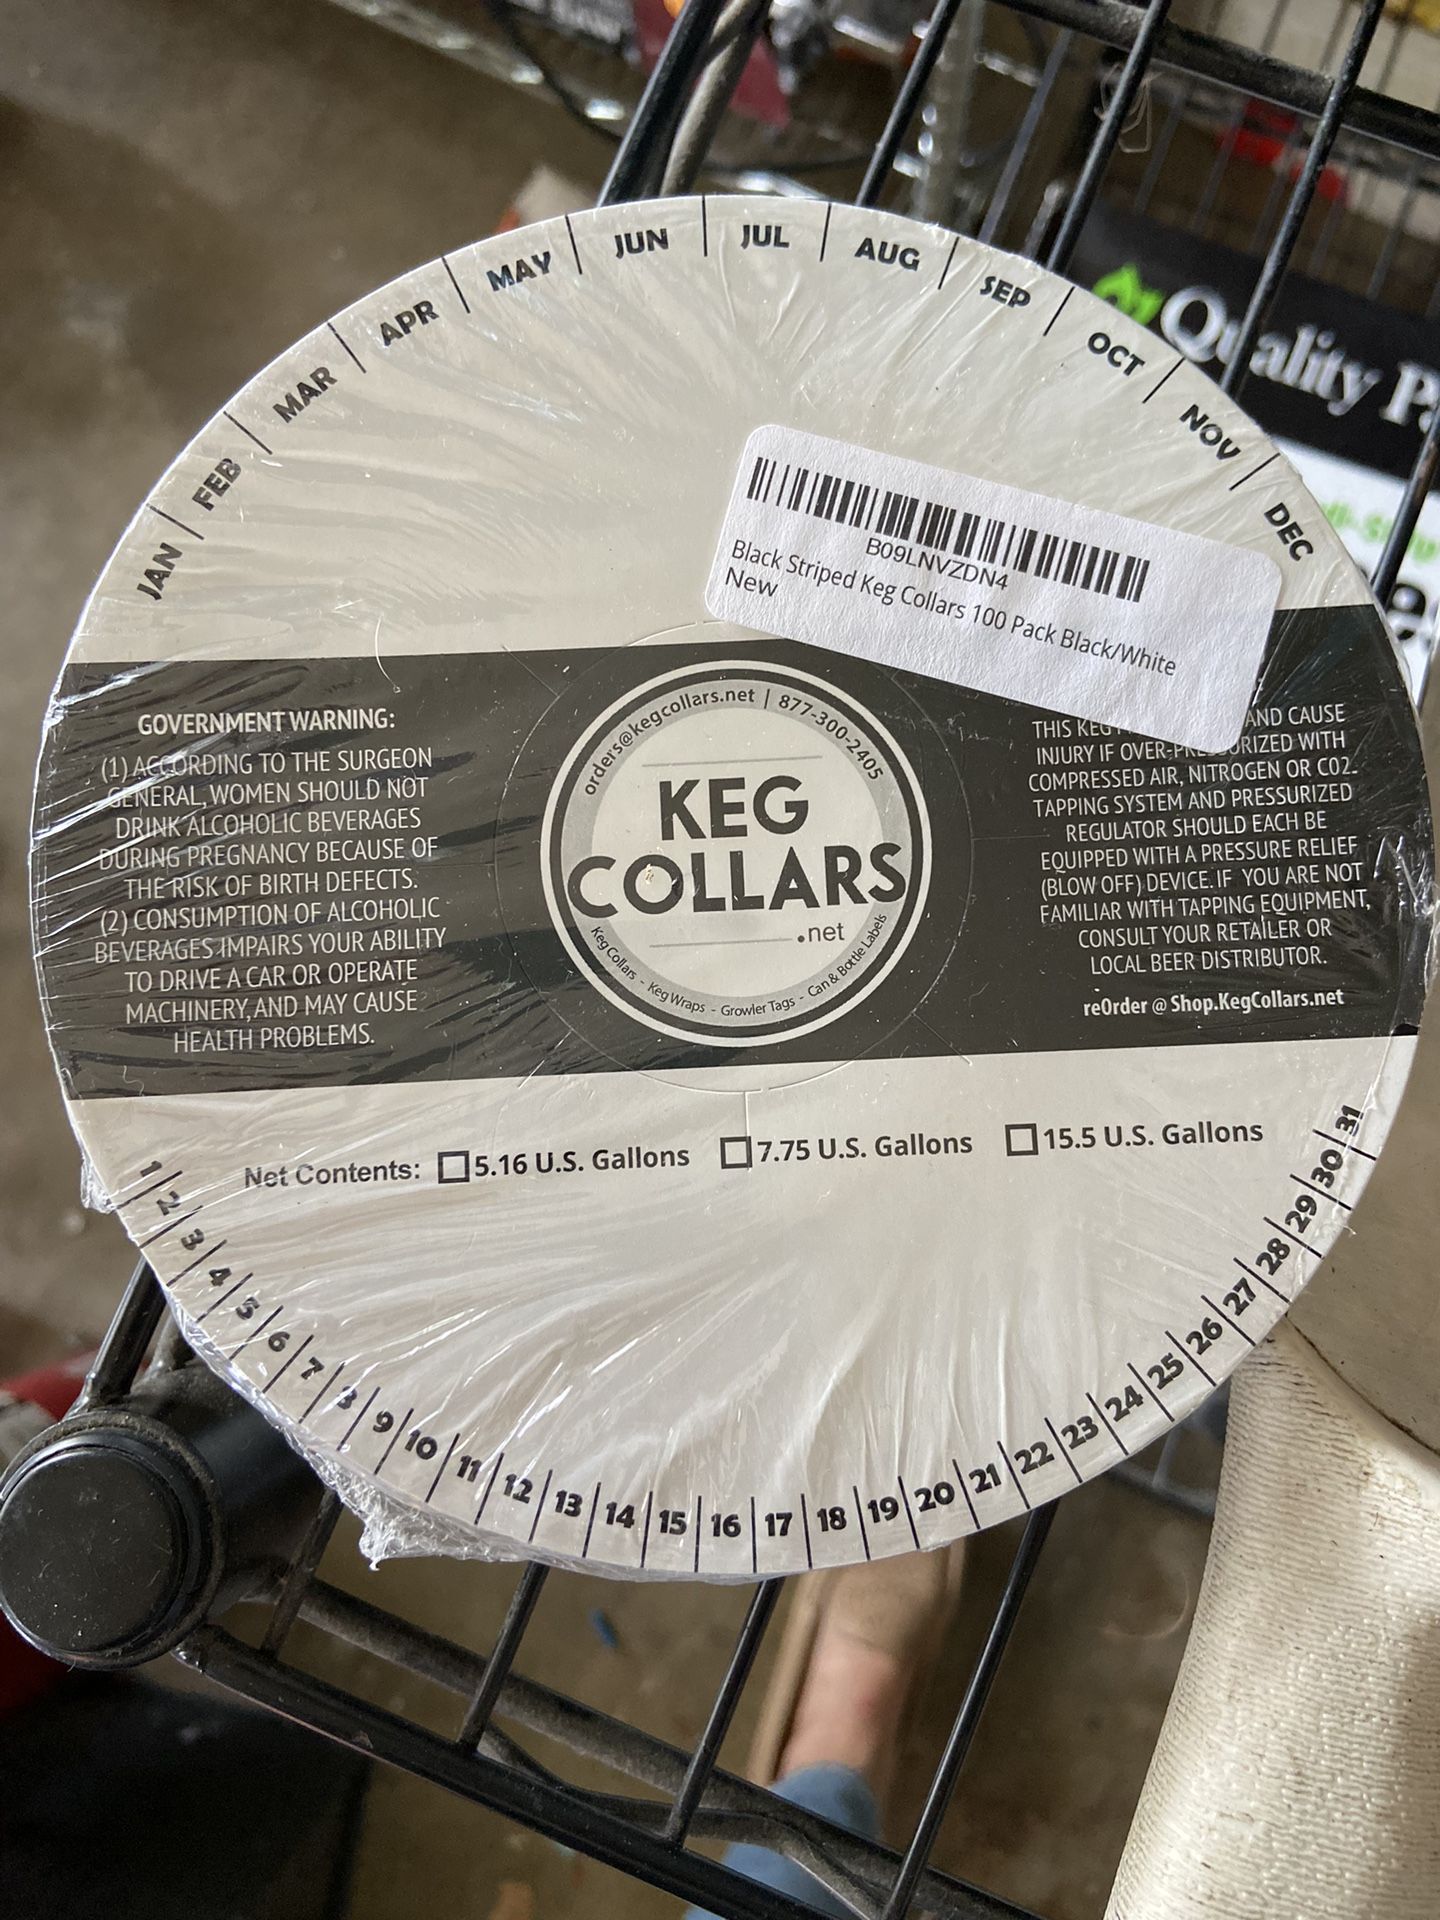 JAN
FEB
MAR
APR
MAY
JUN
JUL
AUG
SEP
OCT
NOV
DEC
Quality
B09LNVZDN4
Black Striped Keg Collars 100 Pack Black/White
New
GOVERNMENT WARNING:
(1) ACCORDING TO THE SURGEON
GENERAL, WOMEN SHOULD NOT
DRINK ALCOHOLIC BEVERAGES
DURING PREGNANCY BECAUSE OF
THE RISK OF BIRTH DEFECTS.
(2) CONSUMPTION OF ALCOHOLIC
BEVERAGES IMPAIRS YOUR ABILITY
TO DRIVE A CAR OR OPERATE
MACHINERY, AND MAY CAUSE
HEALTH PROBLEMS.
orders@kegcollars.net | 877-300-2405
KEG
COLLARS
.net
Keg Collars - Keg Wraps - Growler Tags - Can & Bottle Labels
THIS KEG AND CAUSE
INJURY IF OVER-PRESSURIZED WITH
COMPRESSED AIR, NITROGEN OR CO2.
TAPPING SYSTEM AND PRESSURIZED
REGULATOR SHOULD EACH BE
EQUIPPED WITH A PRESSURE RELIEF
(BLOW OFF) DEVICE. IF YOU ARE NOT
FAMILIAR WITH TAPPING EQUIPMENT,
CONSULT YOUR RETAILER OR
LOCAL BEER DISTRIBUTOR.
reOrder @ Shop.KegCollars.net
Net Contents: 5.16 U.S. Gallons 7.75 U.S. Gallons 15.5 U.S. Gallons
1
2
3
4
5
6
7
8
9
10
11
12
13
14
15
16
17
18
19
20
21
22
23
24
25
26
27
28
29
30
31